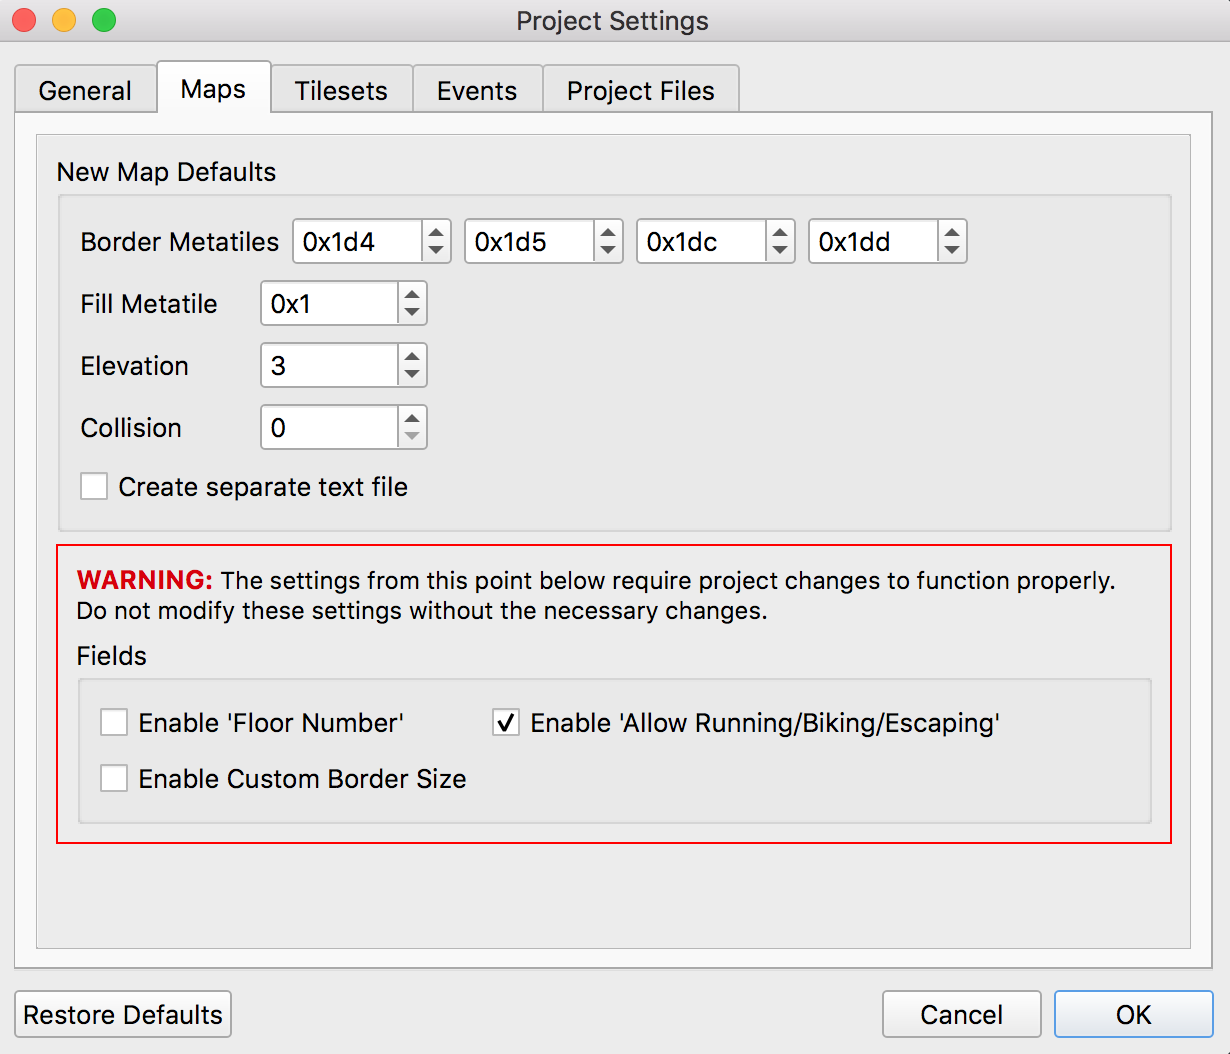 Project Settings
General Maps Tilesets Events Project Files
New Map Defaults
Border Metatiles 0x1d4 0x1d5 0x1dc 0x1dd
Fill Metatile 0x1
Elevation 3
Collision 0
Create separate text file
WARNING: The settings from this point below require project changes to function properly.
Do not modify these settings without the necessary changes.
Fields
Enable 'Floor Number' Enable 'Allow Running/Biking/Escaping'
Enable Custom Border Size
Restore Defaults Cancel OK